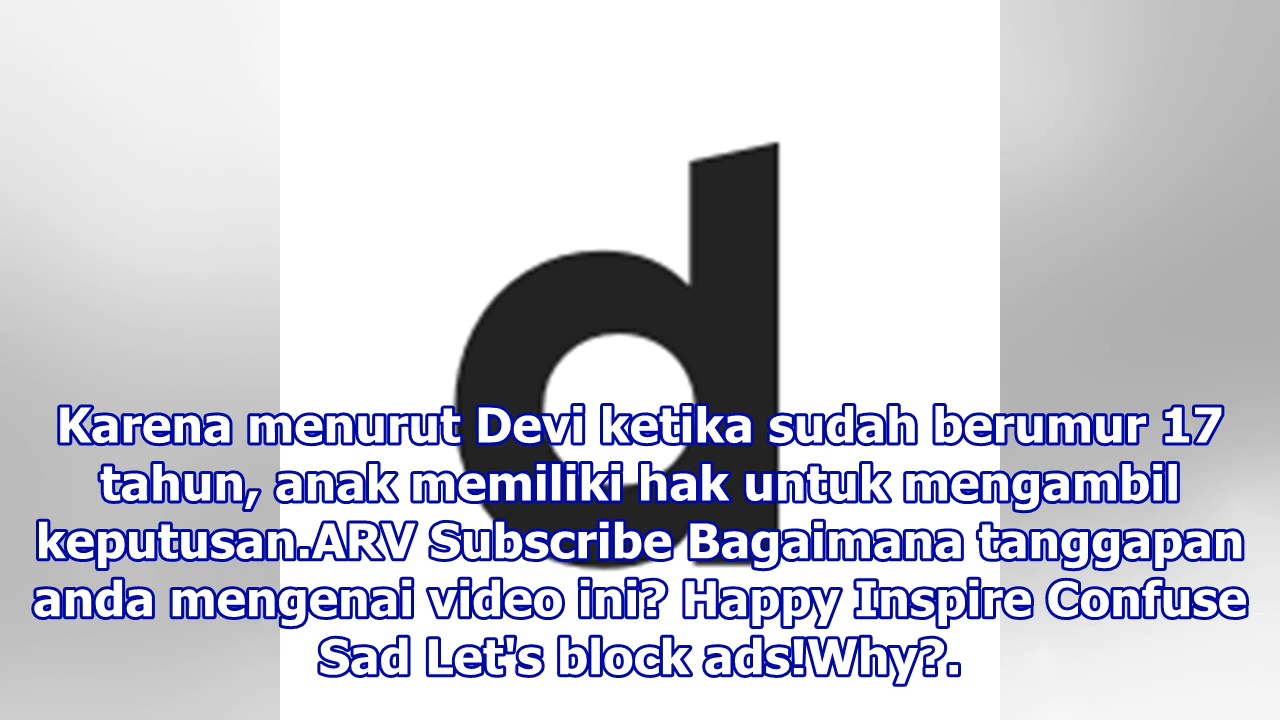 d
Karena menurut Devi ketika sudah berumur 17
tahun, anak memiliki hak untuk mengambil
keputusan.ARV Subscribe Bagaimana tanggapan
anda mengenai video ini? Happy Inspire Confuse
Sad Let's block ads!Why?.